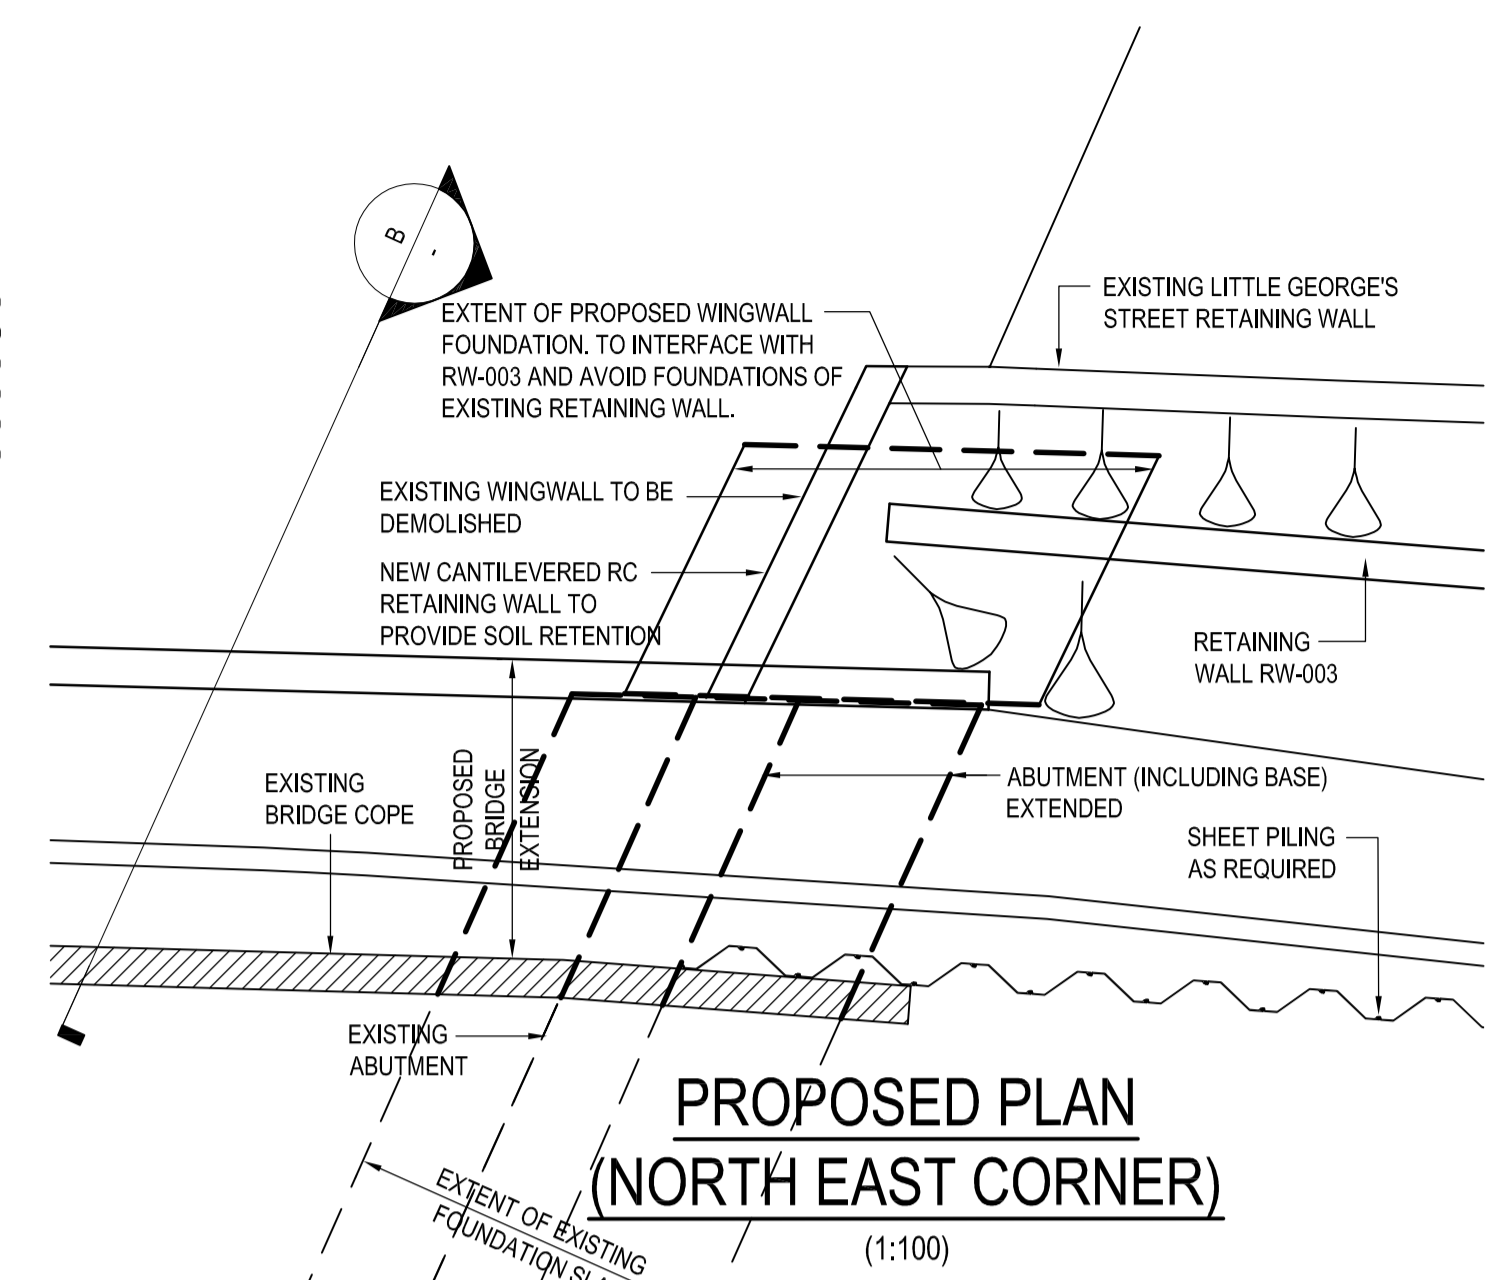 B
-
EXTENT OF PROPOSED WINGWALL
FOUNDATION. TO INTERFACE WITH
RW-003 AND AVOID FOUNDATIONS OF
EXISTING RETAINING WALL.
EXISTING LITTLE GEORGE'S
STREET RETAINING WALL
EXISTING WINGWALL TO BE
DEMOLISHED
NEW CANTILEVERED RC
RETAINING WALL TO
PROVIDE SOIL RETENTION
RETAINING
WALL RW-003
EXISTING
BRIDGE COPE
PROPOSED
BRIDGE
EXTENSION
ABUTMENT (INCLUDING BASE)
EXTENDED
SHEET PILING
AS REQUIRED
EXISTING
ABUTMENT
EXTENT OF EXISTING
FOUNDATION
PROPOSED PLAN
(NORTH EAST CORNER)
(1:100)